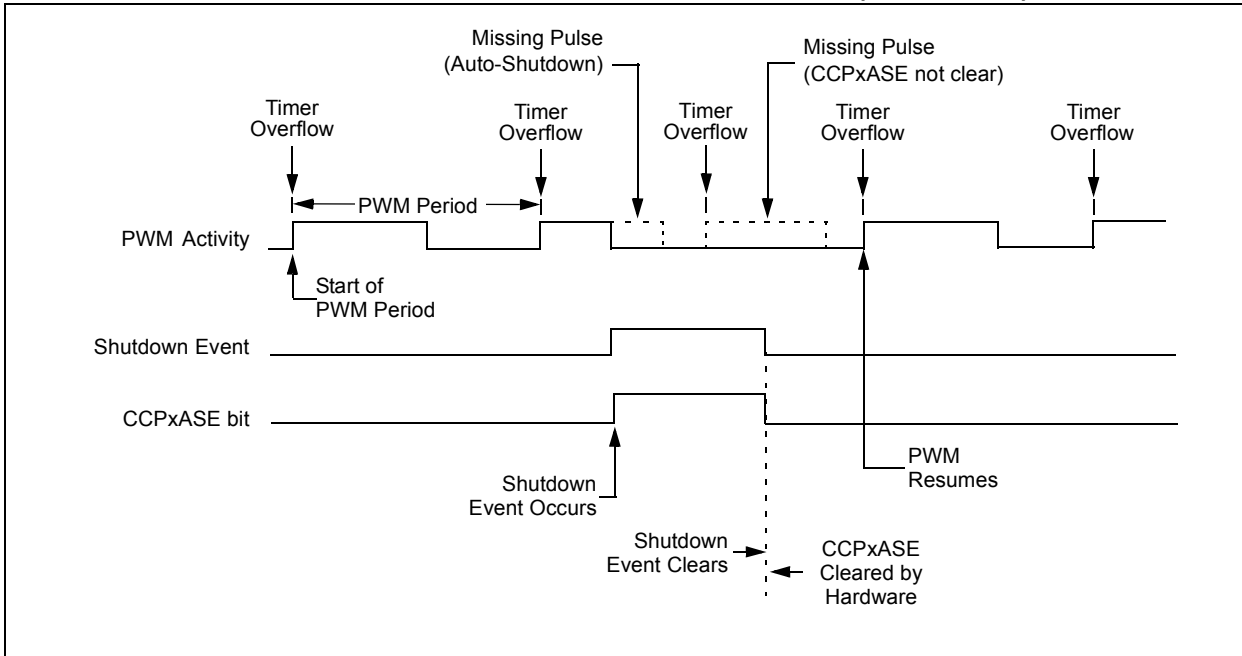 Missing Pulse
(Auto-Shutdown)
Missing Pulse
(CCPxASE not clear)
Timer
Overflow
Timer
Overflow
Timer
Overflow
Timer
Overflow
Timer
Overflow
PWM Period
PWM Activity
Start of
PWM Period
Shutdown Event
CCPxASE bit
Shutdown
Event Occurs
PWM
Resumes
Shutdown
Event Clears
CCPxASE
Cleared by
Hardware